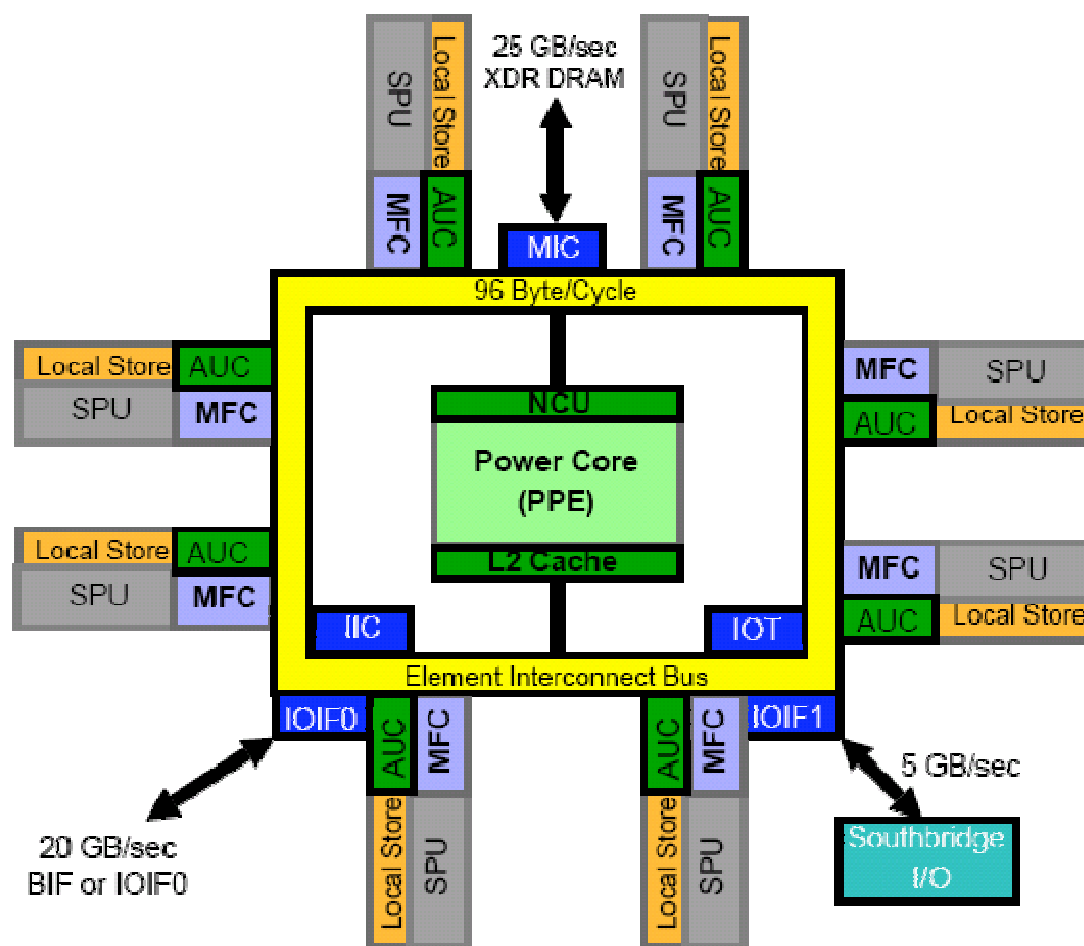 SPU
Local Store
25 GB/sec
XDR DRAM
SPU
Local Store
MFC
AUC
MIC
MFC
AUC
96 Byte/Cycle
Local Store
AUC
SPU
MFC
MFC
SPU
AUC
Local Store
NCU
Power Core
(PPE)
L2 Cache
Local Store
AUC
SPU
MFC
MFC
SPU
AUC
Local Store
IIC
IOT
Element Interconnect Bus
IOIF0
AUC
MFC
AUC
MFC
IOIF1
5 GB/sec
Local Store
SPU
Local Store
SPU
20 GB/sec
BIF or IOIF0
Southbridge
I/O